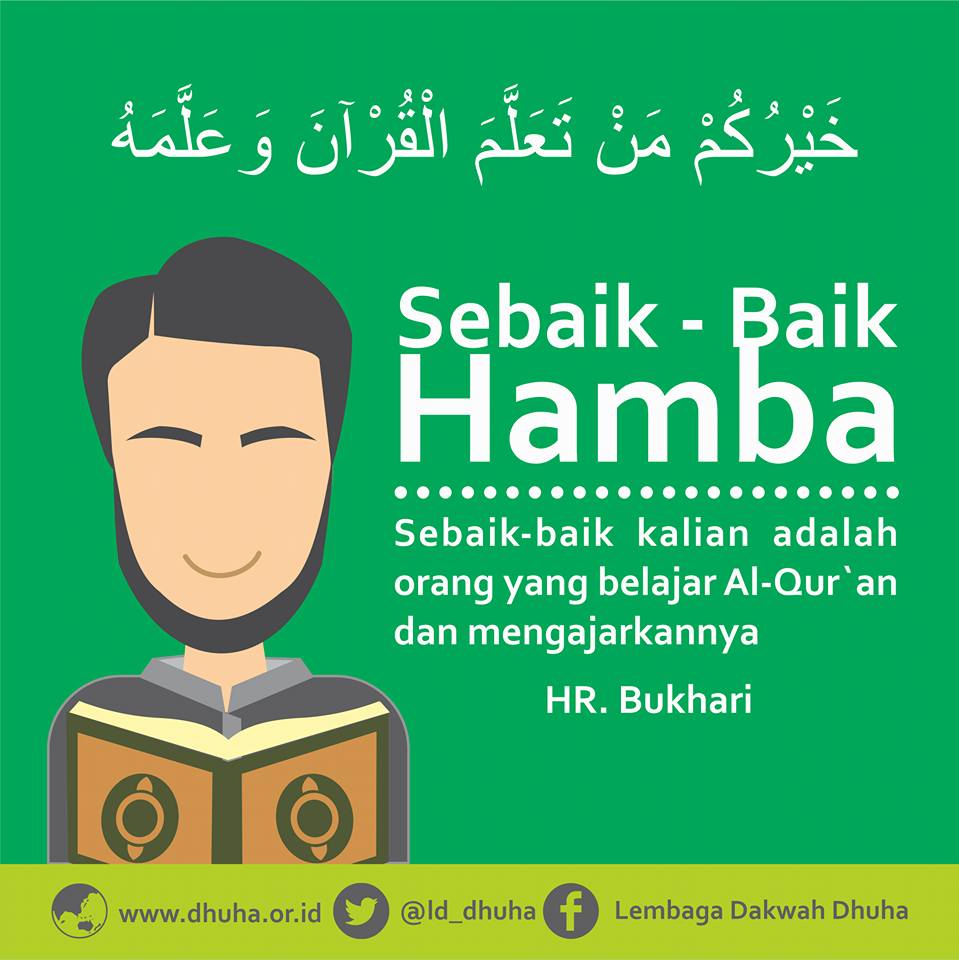 خَيْرُكُمْ مَنْ تَعَلَّمَ الْقُرْآنَ وَ عَلَّمَهُ
Sebaik - Baik
Hamba
Sebaik-baik kalian adalah
orang yang belajar Al-Qur`an
dan mengajarkannya
HR. Bukhari
www.dhuha.or.id @ld_dhuha Lembaga Dakwah Dhuha